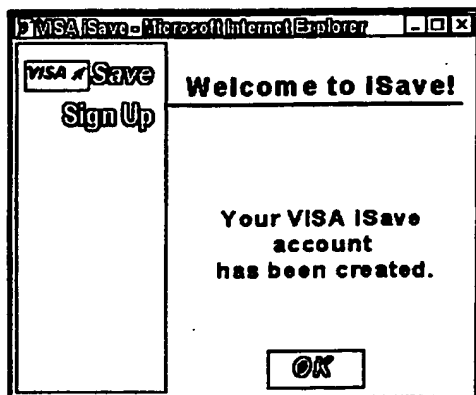 VISA iSave - Microsoft Internet Explorer
VISA iSave
Sign Up
Welcome to iSave!
Your VISA iSave
account
has been created.
OK